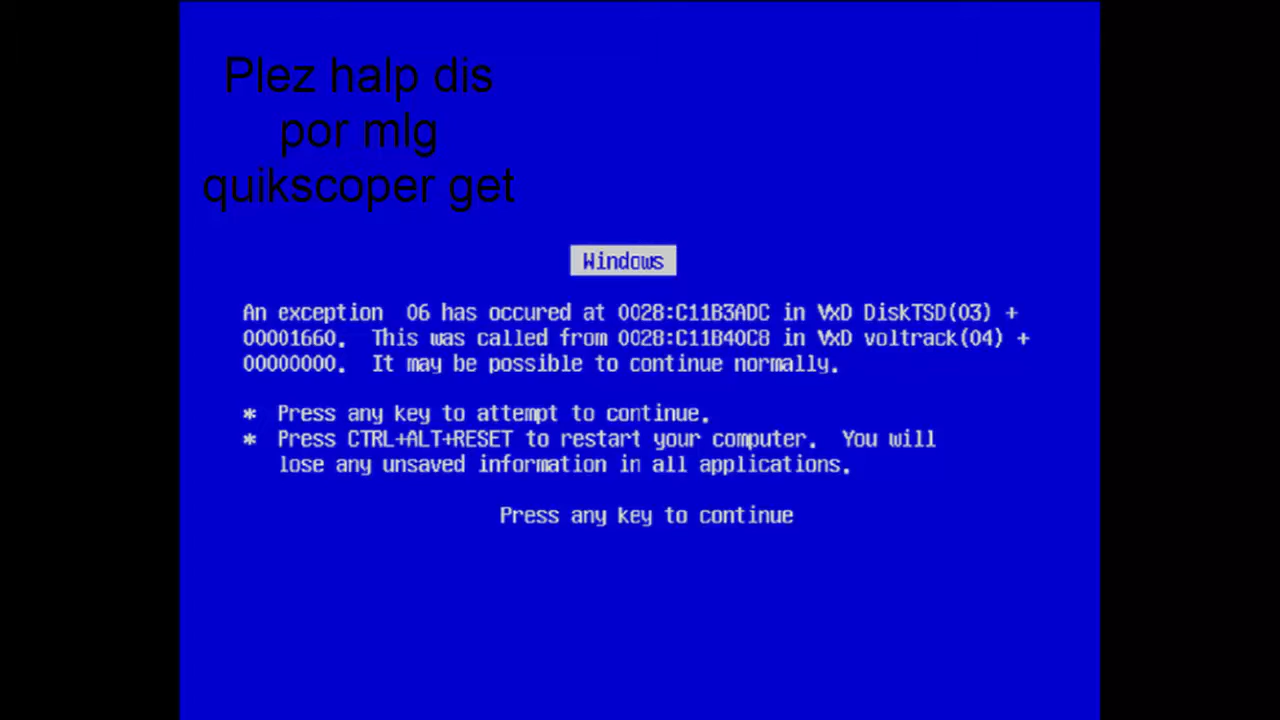 Plez halp dis
por mlg
quikscoper get
Windows
An exception 06 has occured at 0028:C11B3ADC in VxD DiskTSD(03) +
00001660. This was called from 0028:C11B40C8 in VxD voltrack(04) +
00000000. It may be possible to continue normally.
* Press any key to attempt to continue.
* Press CTRL+ALT+RESET to restart your computer. You will
lose any unsaved information in all applications.
Press any key to continue